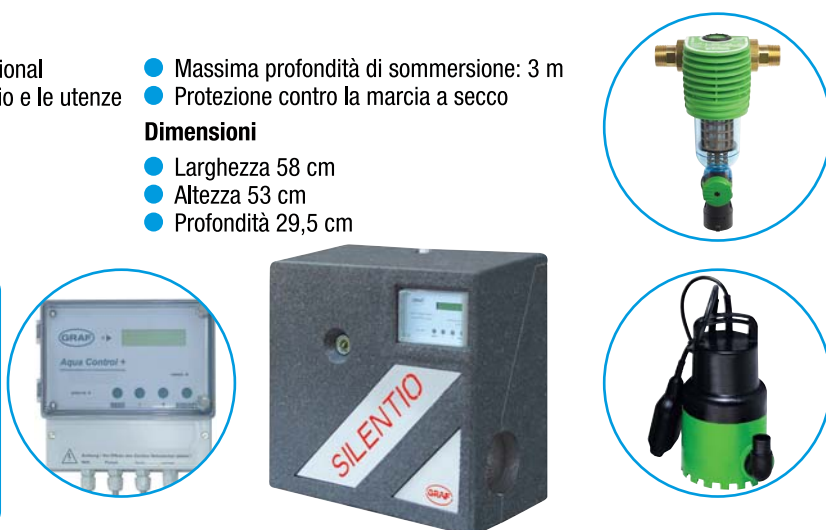 ional
io e le utenze
Massima profondità di sommersione: 3 m
Protezione contro la marcia a secco
Dimensioni
Larghezza 58 cm
Altezza 53 cm
Profondità 29,5 cm
GRAF
Aqua Control +
GRAF
SILENTIO
GRAF